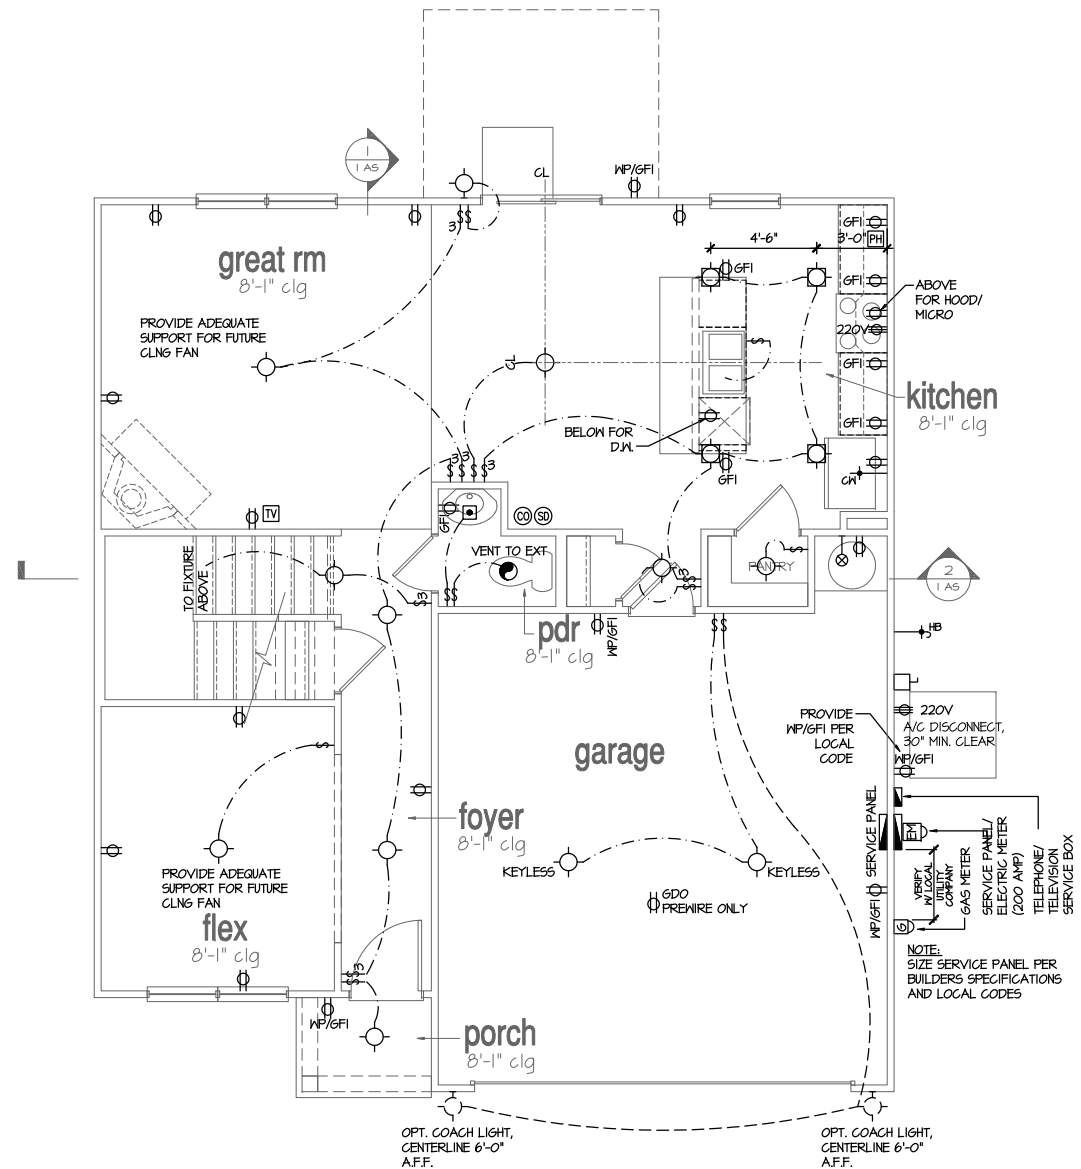 1
1 AS
CL
WP/GFI
$$
3
great rm
8'-1" clg
PROVIDE ADEQUATE
SUPPORT FOR FUTURE
CLNG FAN
4'-6"
3'-0"
PH
GFI
GFI
GFI
ABOVE
FOR HOOD/
MICRO
220V
$
CL
GFI
kitchen
8'-1" clg
GFI
BELOW FOR
D.W.
3
3
3
$ $ $ $
GFI
CW
TV
GFI
CO
SD
TO FIXTURE
ABOVE
VENT TO EXT
$
PANTRY
2
1 AS
3
$$
$3
$$
WP/GFI
pdr
8'-1" clg
$$
HB
L
220V
A/C DISCONNECT,
30" MIN. CLEAR
PROVIDE
WP/GFI PER
LOCAL
CODE
WP/GFI
garage
$
SERVICE PANEL
EM
foyer
8'-1" clg
KEYLESS
KEYLESS
VERIFY
W/ LOCAL
UTILITY
COMPANY
GAS METER
SERVICE PANEL/
ELECTRIC METER
(200 AMP)
TELEPHONE/
TELEVISION
SERVICE BOX
PROVIDE ADEQUATE
SUPPORT FOR FUTURE
CLNG FAN
GDO
PREWIRE ONLY
WP/GFI
G
flex
8'-1" clg
NOTE:
SIZE SERVICE PANEL PER
BUILDERS SPECIFICATIONS
AND LOCAL CODES
$$3
WP/GFI
porch
8'-1" clg
OPT. COACH LIGHT,
CENTERLINE 6'-0"
A.F.F.
OPT. COACH LIGHT,
CENTERLINE 6'-0"
A.F.F.